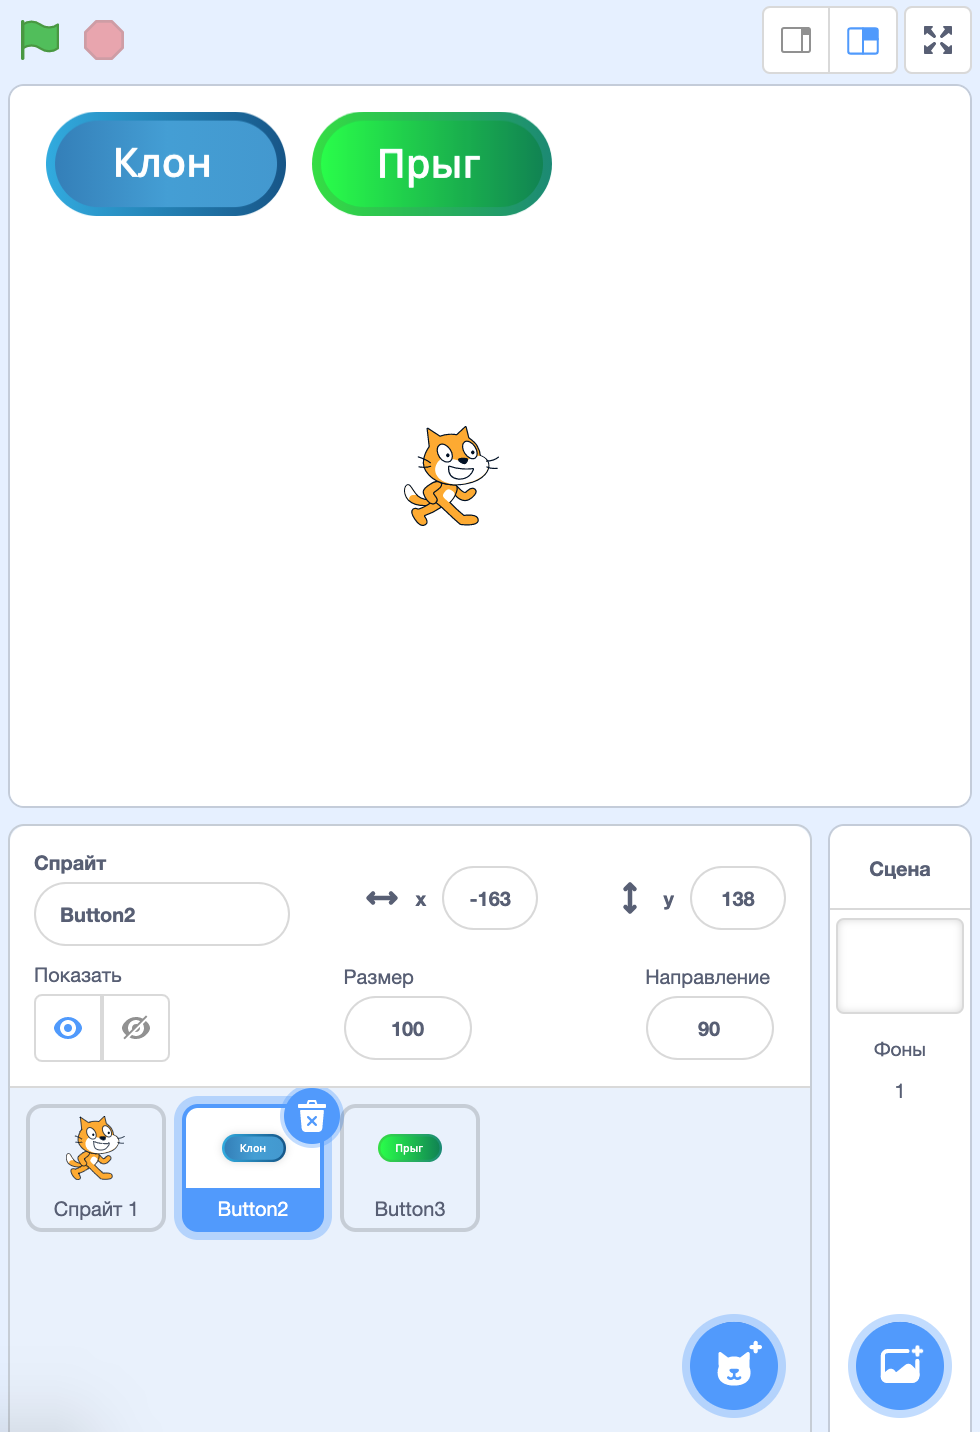 Клон
Прыг
Спрайт
Button2
x
-163
y
138
Показать
Размер
100
Направление
90
Клон
Спрайт 1
Button2
Прыг
Button3
Сцена
Фоны
1